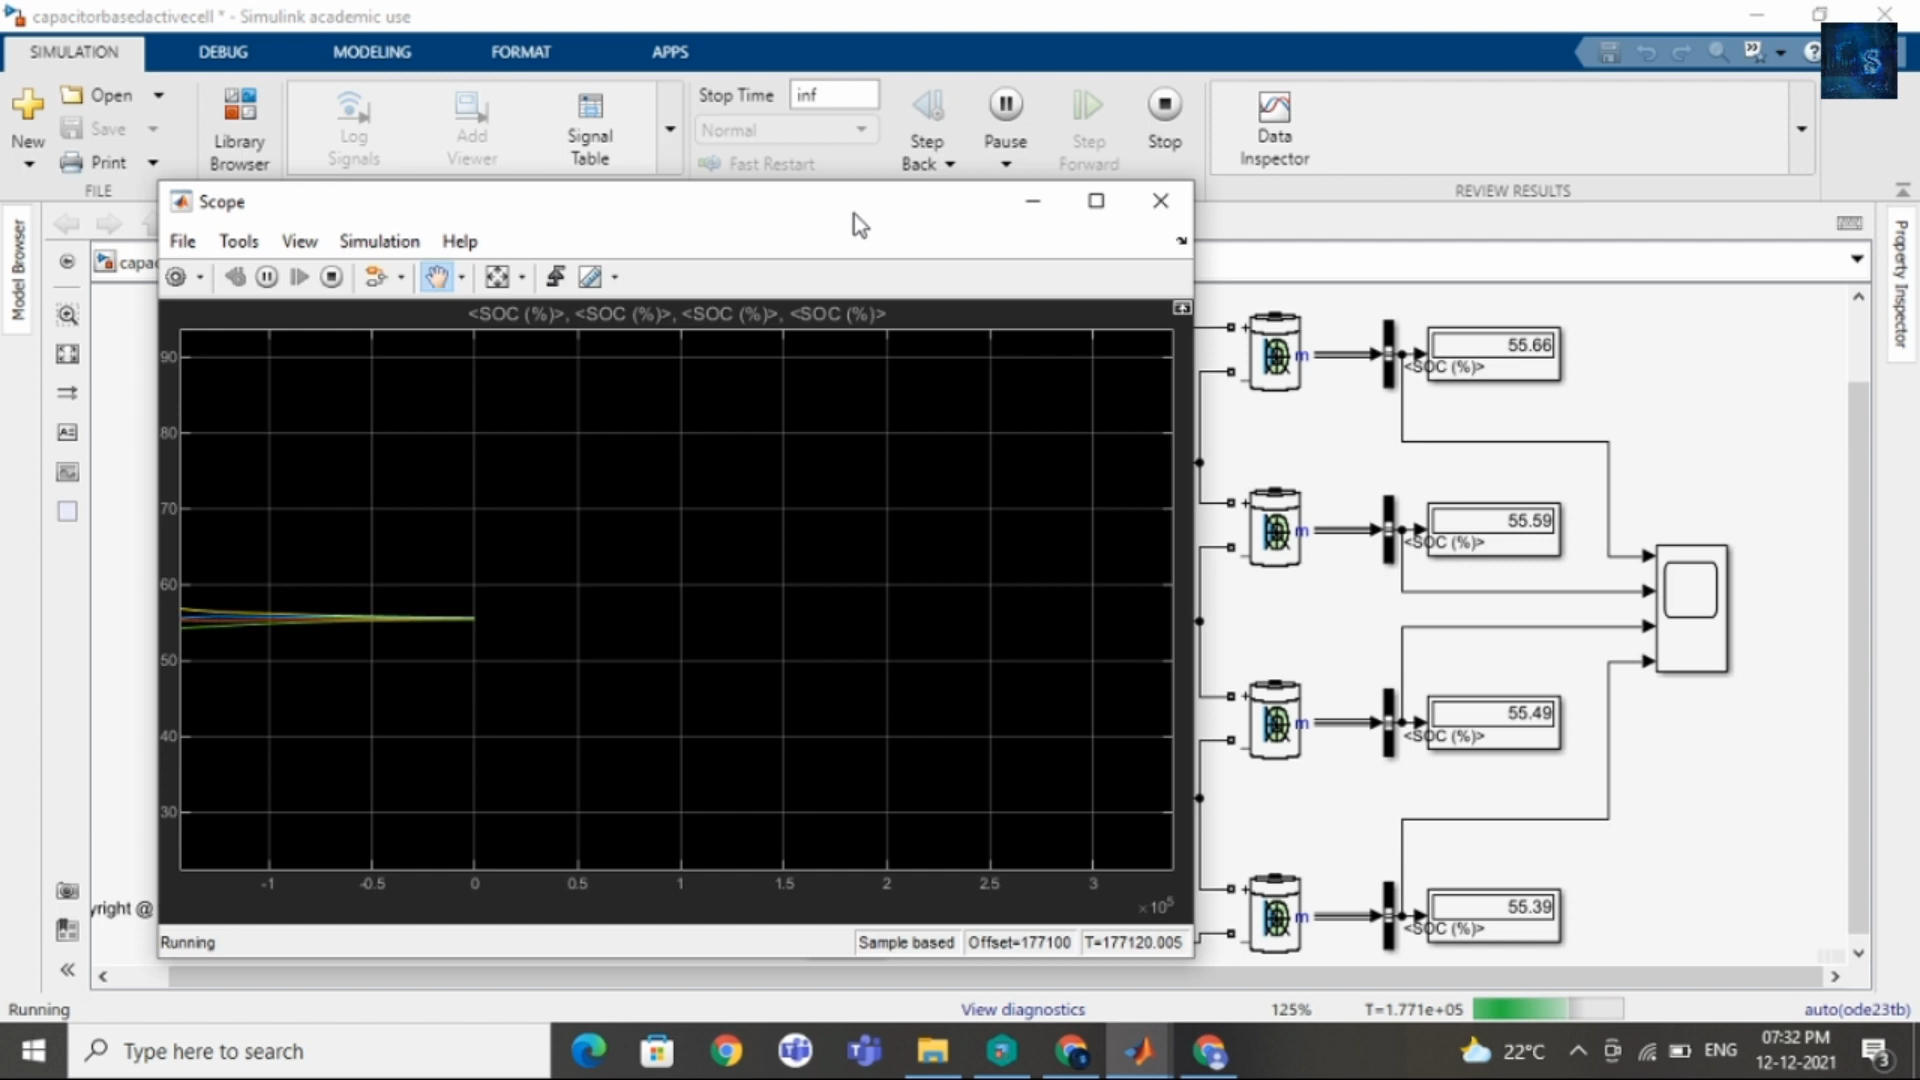 capacitorbasedactivecell * - Simulink academic use
SIMULATION DEBUG MODELING FORMAT APPS
New
Open
Save
Print
FILE
Library Browser
Log Signals
Add Viewer
Signal Table
Stop Time inf
Normal
Fast Restart
Step Back
Pause
Step Forward
Stop
Data Inspector
REVIEW RESULTS
Model Browser
Property Inspector
capac
Scope
File Tools View Simulation Help
<SOC (%)>, <SOC (%)>, <SOC (%)>, <SOC (%)>
90
80
70
60
50
40
30
-1 -0.5 0 0.5 1 1.5 2 2.5 3
×10⁵
Running Sample based Offset=177100 T=177120.005
+ m 55.66
<SOC (%)>
+ m 55.59
<SOC (%)>
+ m 55.49
<SOC (%)>
+ m 55.39
<SOC (%)>
yright @
Running View diagnostics 125% T=1.771e+05 auto(ode23tb)
Type here to search
22°C ENG
07:32 PM
12-12-2021
3